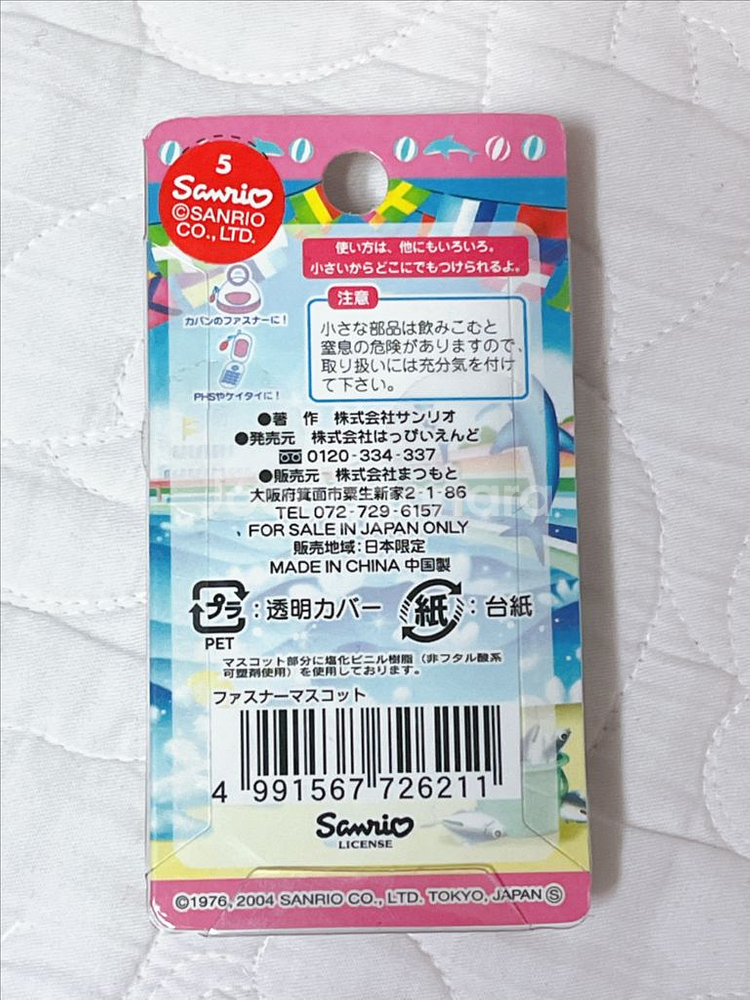 5
Sanrio
©SANRIO
CO., LTD.
使い方は、他にもいろいろ。
小さいからどこにでもつけられるよ。
カバンのファスナーに!
PHSやケイタイに!
注意
小さな部品は飲みこむと
窒息の危険がありますので、
取り扱いには充分気を付け
て下さい。
●著 作 株式会社サンリオ
●発売元 株式会社はっぴいえんど
0120-334-337
●販売元 株式会社まつもと
大阪府箕面市粟生新家2-1-86
TEL 072-729-6157
FOR SALE IN JAPAN ONLY
販売地域:日本限定
MADE IN CHINA 中国製
プラ:透明カバー 紙:台紙
PET
マスコット部分に塩化ビニル樹脂(非フタル酸系
可塑剤使用)を使用しております。
ファスナーマスコット
4 991567 726211
Sanrio
LICENSE
©1976, 2004 SANRIO CO., LTD. TOKYO, JAPAN Ⓢ